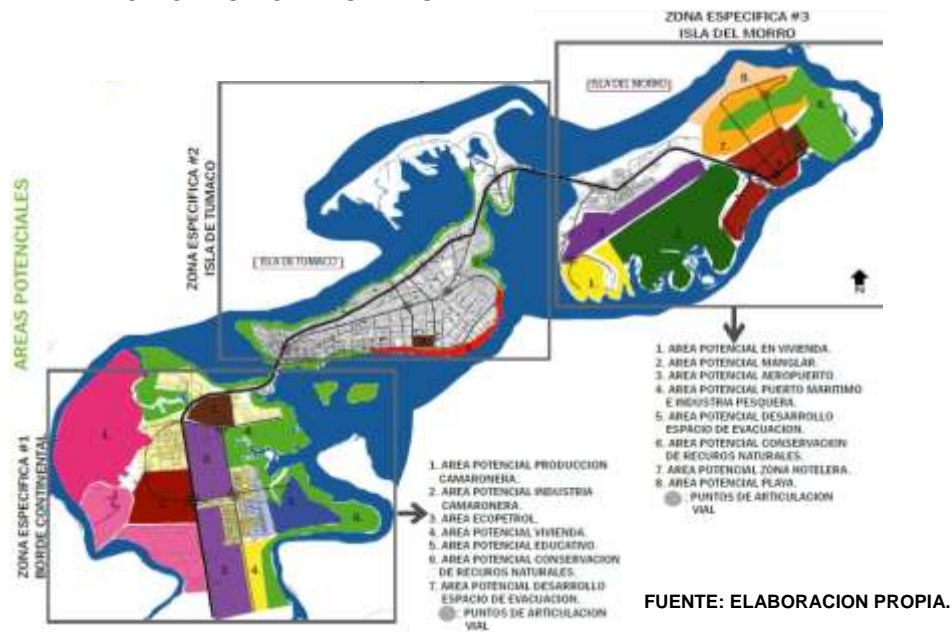 ZONA ESPECIFICA #3
ISLA DEL MORRO
ISLA DEL MORRO
ZONA ESPECIFICA #2
ISLA DE TUMACO
ISLA DE TUMACO
AREAS POTENCIALES
ZONA ESPECIFICA #1
BORDE CONTINENTAL
1. AREA POTENCIAL EN VIVIENDA.
2. AREA POTENCIAL MANGLAR.
3. AREA POTENCIAL AEROPUERTO
4. AREA POTENCIAL PUERTO MARITIMO
E INDUSTRIA PESQUERA.
5. AREA POTENCIAL DESARROLLO
ESPACIO DE EVACUACION.
6. AREA POTENCIAL CONSERVACION
DE RECUROS NATURALES.
7. AREA POTENCIAL ZONA HOTELERA.
8. AREA POTENCIAL PLAYA.
: PUNTOS DE ARTICULACION
VIAL
1. AREA POTENCIAL PRODUCCION
CAMARONERA.
2. AREA POTENCIAL INDUSTRIA
CAMARONERA.
3. AREA ECOPETROL.
4. AREA POTENCIAL VIVIENDA.
5. AREA POTENCIAL EDUCATIVO.
6. AREA POTENCIAL CONSERVACION
DE RECUROS NATURALES.
7. AREA POTENCIAL DESARROLLO
ESPACIO DE EVACUACION.
: PUNTOS DE ARTICULACION
VIAL
FUENTE: ELABORACION PROPIA.